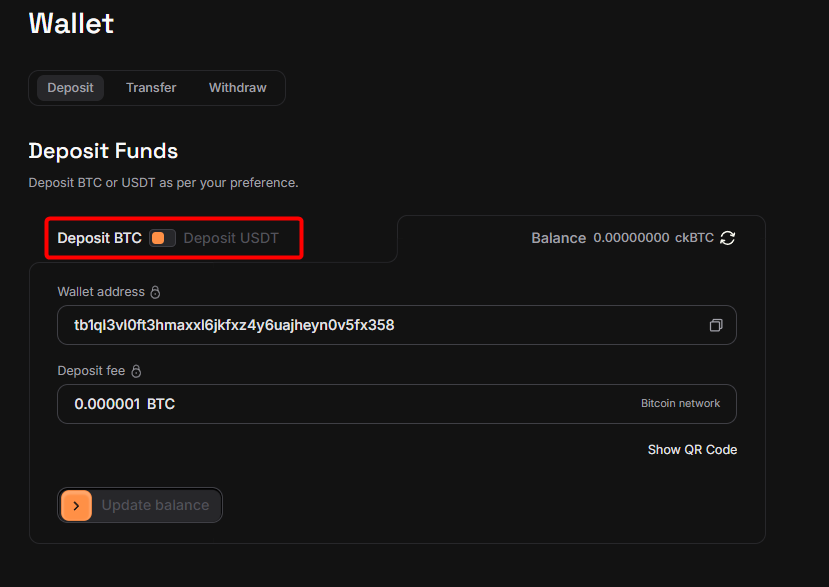 Wallet
Deposit Transfer Withdraw
Deposit Funds
Deposit BTC or USDT as per your preference.
Deposit BTC Deposit USDT Balance 0.00000000 ckBTC
Wallet address
tb1ql3vl0ft3hmaxxl6jkfxz4y6uajheyn0v5fx358
Deposit fee
0.000001 BTC Bitcoin network
Show QR Code
Update balance